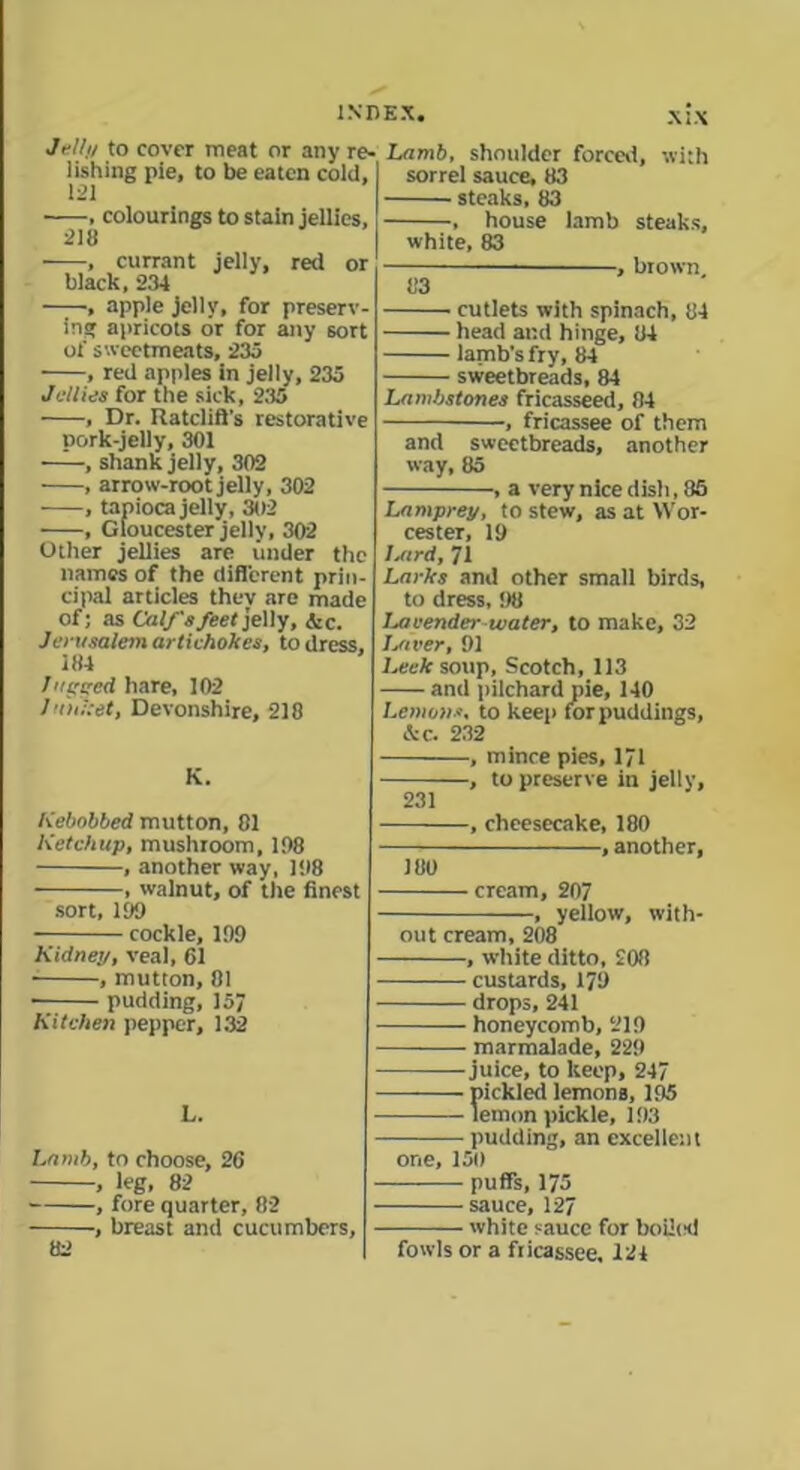 INDEX.
xix
Jelly to cover meat or any re-
lishing pie, to be eaten cold,
121
——, colourings to stain jellies,
218
——, currant jelly, red or
black, 234
——, apple jelly, for preserv-
ing apricots or for any sort
of sweetmeats, 235
——, red apples in jelly, 235
Jellies for the sick, 235
——, Dr. Ratclift's restorative
pork-jelly, 301
——, shank jelly, 302
——, arrow-root jelly, 302
——, tapioca jelly, 302
——, Gloucester jelly, 302
Other jellies are under the
names of the different prin-
cipal articles they are made
of; as Calf's feet jelly, &c.
Jerusalem artichokes, to dress,
184
Jugged hare, 102
Junket, Devonshire, 218
K.
Kebobbed mutton, 81
Ketchup, mushroom, 198
———, another way, 198
———, walnut, of the finest
sort, 199
——— cockle, 199
Kidney, veal, 61
———, mutton, 81
——— pudding, 157
Kitchen pepper, 132
L.
Lamb, to choose, 26
———, leg, 82
———, fore quarter, 82
———, breast and cucumbers,
82
Lamb, shoulder forced, with
sorrel sauce, 83
——— steaks, 83
———, house lamb steaks,
white, 83
——————————, brown,
83
——— cutlets with spinach, 84
——— head and hinge, 84
——— lamb's fry, 84
——— sweetbreads, 84
Lambstones fricasseed, 84
—————, fricassee of them
and sweetbreads, another
way, 85
—————, a very nice dish, 85
Lamprey, to stew, as at Wor-
cester, 19
Lard, 71
Larks and other small birds,
to dress, 98
Lavender-water, to make, 32
Laver, 91
Leek soup, Scotch, 113
—— and pilchard pie, 140
Lemons, to keep for puddings,
&c. 232
————, mince pies, 171
————, to preserve in jelly,
231
————, cheesecake, 180
—————————, another,
180
———— cream, 207
———————, yellow, with-
out cream, 208
————, white ditto, 208
———— custards, 179
———— drops, 241
———— honeycomb, 219
———— marmalade, 229
———— juice, to keep, 247
———— pickled lemons, 195
———— lemon pickle, 193
———— pudding, an excellent
one, 150
———— puffs, 175
———— sauce, 127
———— white sauce for boiled
fowls or a fricassee, 124